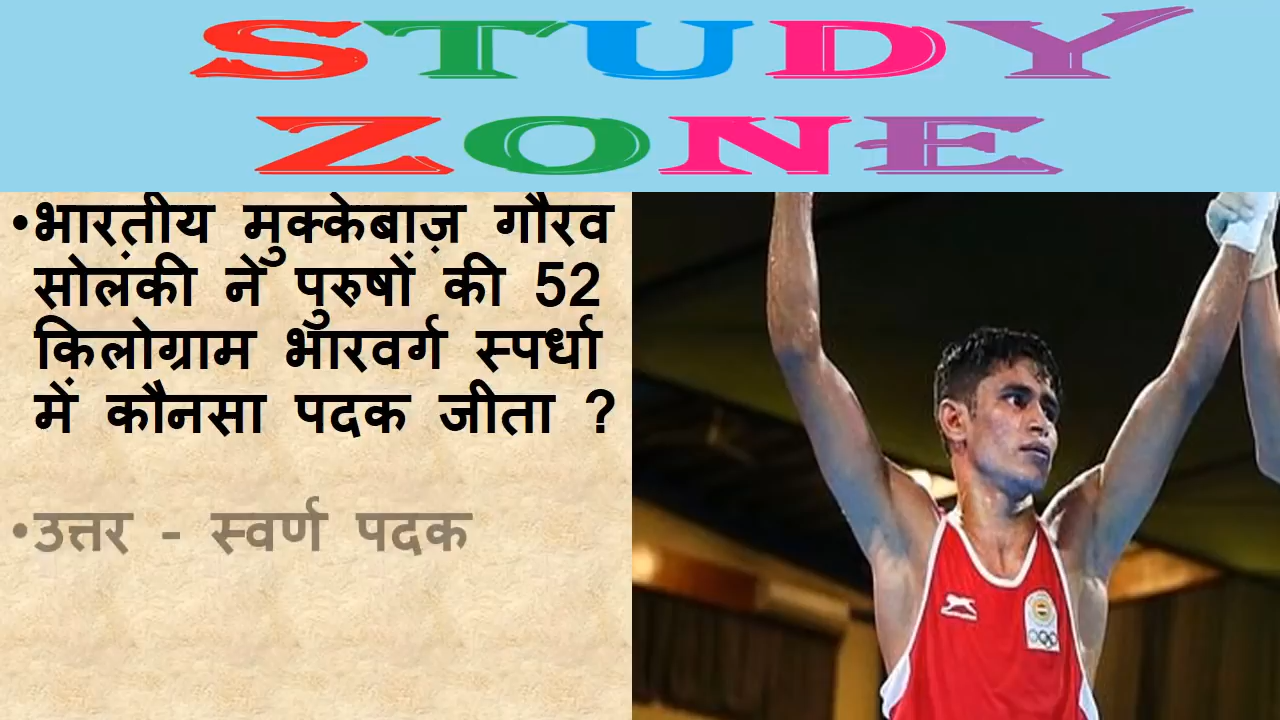 STUDY
ZONE
•भारतीय मुक्केबाज़ गौरव
सोलंकी ने पुरुषों की 52
किलोग्राम भारवर्ग स्पर्धा
में कौनसा पदक जीता ?
•उत्तर - स्वर्ण पदक